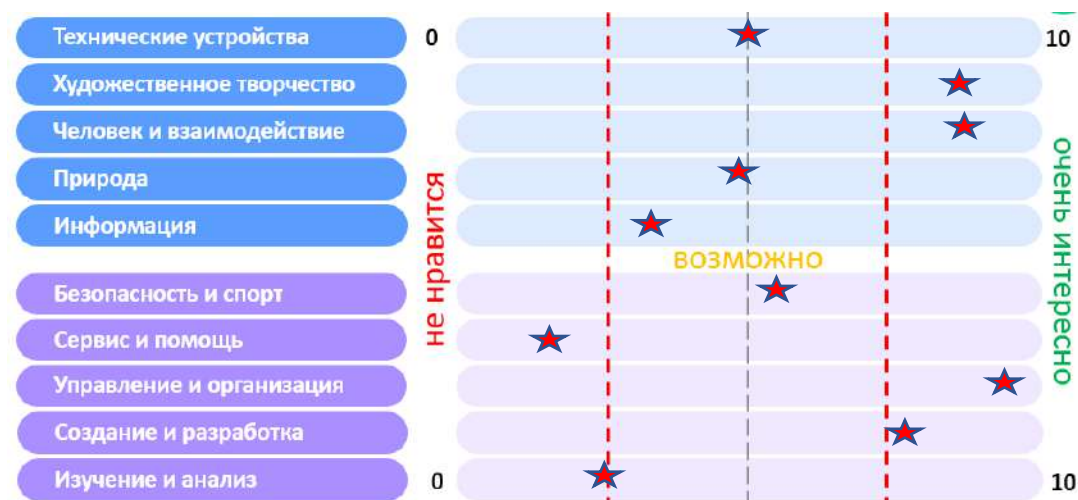 Технические устройства 0 10
Художественное творчество
Человек и взаимодействие
Природа
Информация
не нравится
возможно
очень интересно
Безопасность и спорт
Сервис и помощь
Управление и организация
Создание и разработка
Изучение и анализ 0 10